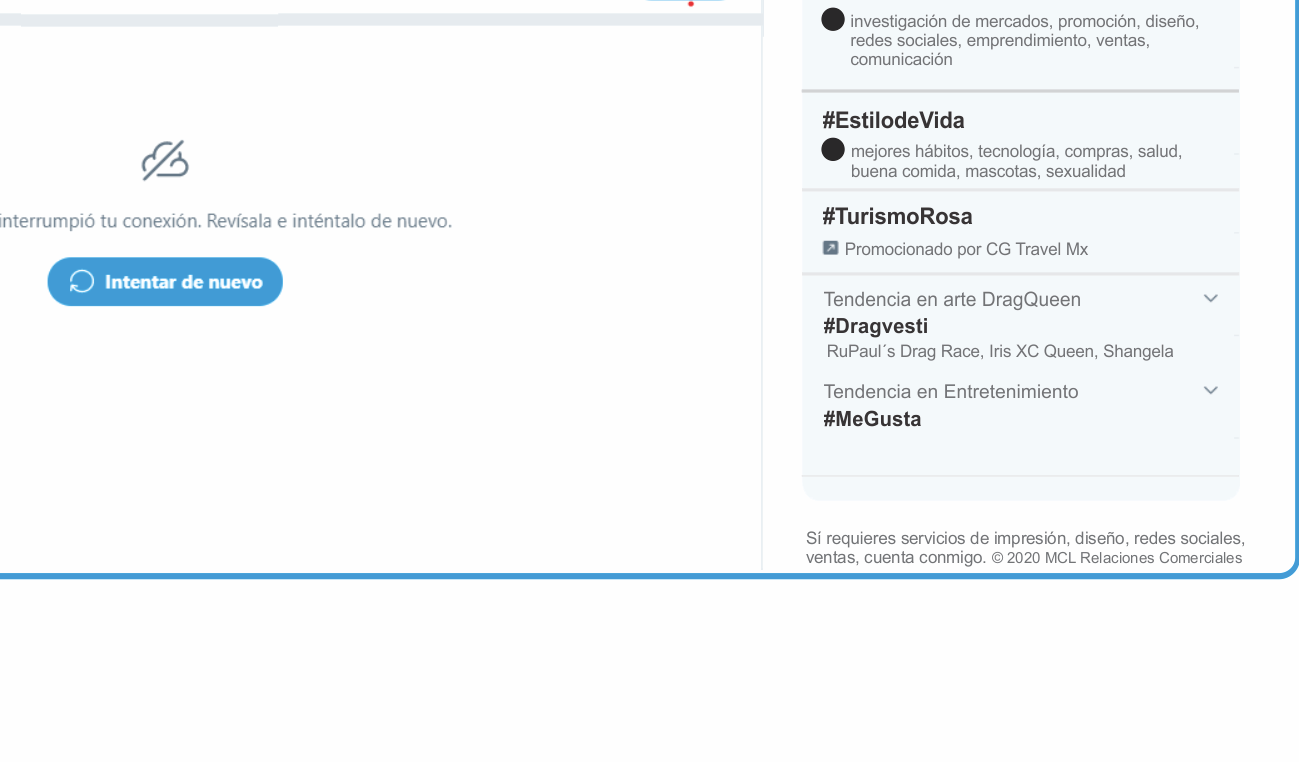 interrumpió tu conexión. Revísala e inténtalo de nuevo.
Intentar de nuevo
investigación de mercados, promoción, diseño,
redes sociales, emprendimiento, ventas,
comunicación
#EstilodeVida
mejores hábitos, tecnología, compras, salud,
buena comida, mascotas, sexualidad
#TurismoRosa
Promocionado por CG Travel Mx
Tendencia en arte DragQueen
#Dragvesti
RuPaul´s Drag Race, Iris XC Queen, Shangela
Tendencia en Entretenimiento
#MeGusta
Sí requieres servicios de impresión, diseño, redes sociales,
ventas, cuenta conmigo. © 2020 MCL Relaciones Comerciales